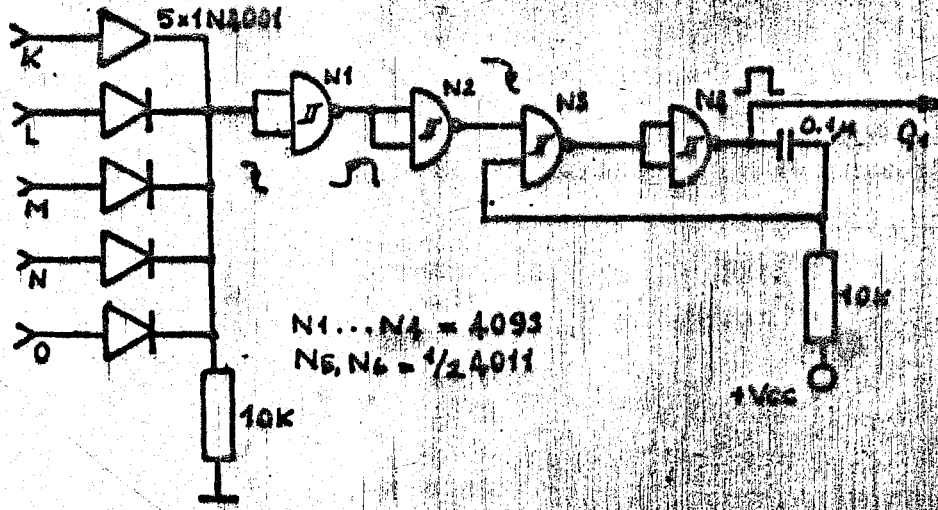 5x1N4001
K
L
M
N
O
N1
N2
N3
N4
0.1µ
Q1
10K
10K
+Vcc
N1...N4 = 4093
N5, N6 = 1/2 4011